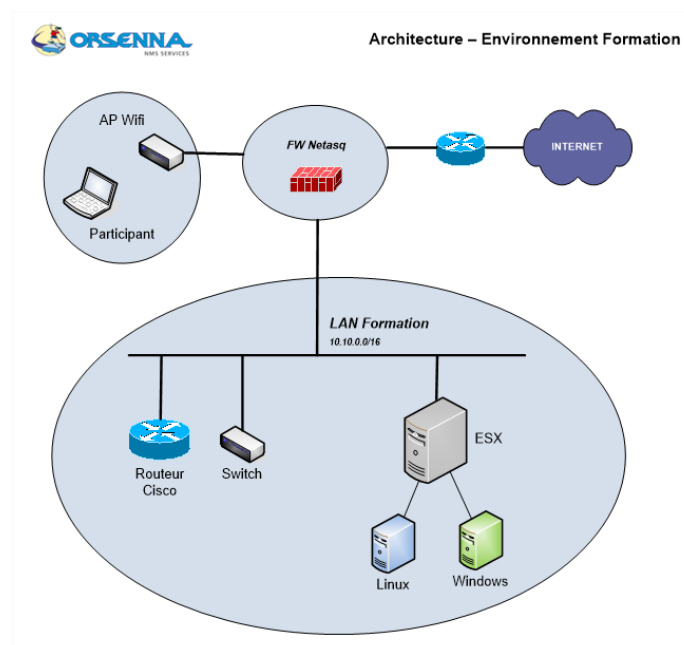 ORSENNA
NMS SERVICES
Architecture – Environnement Formation
AP Wifi
FW Netasq
INTERNET
Participant
LAN Formation
10.10.0.0/16
ESX
Routeur
Cisco
Switch
Linux
Windows